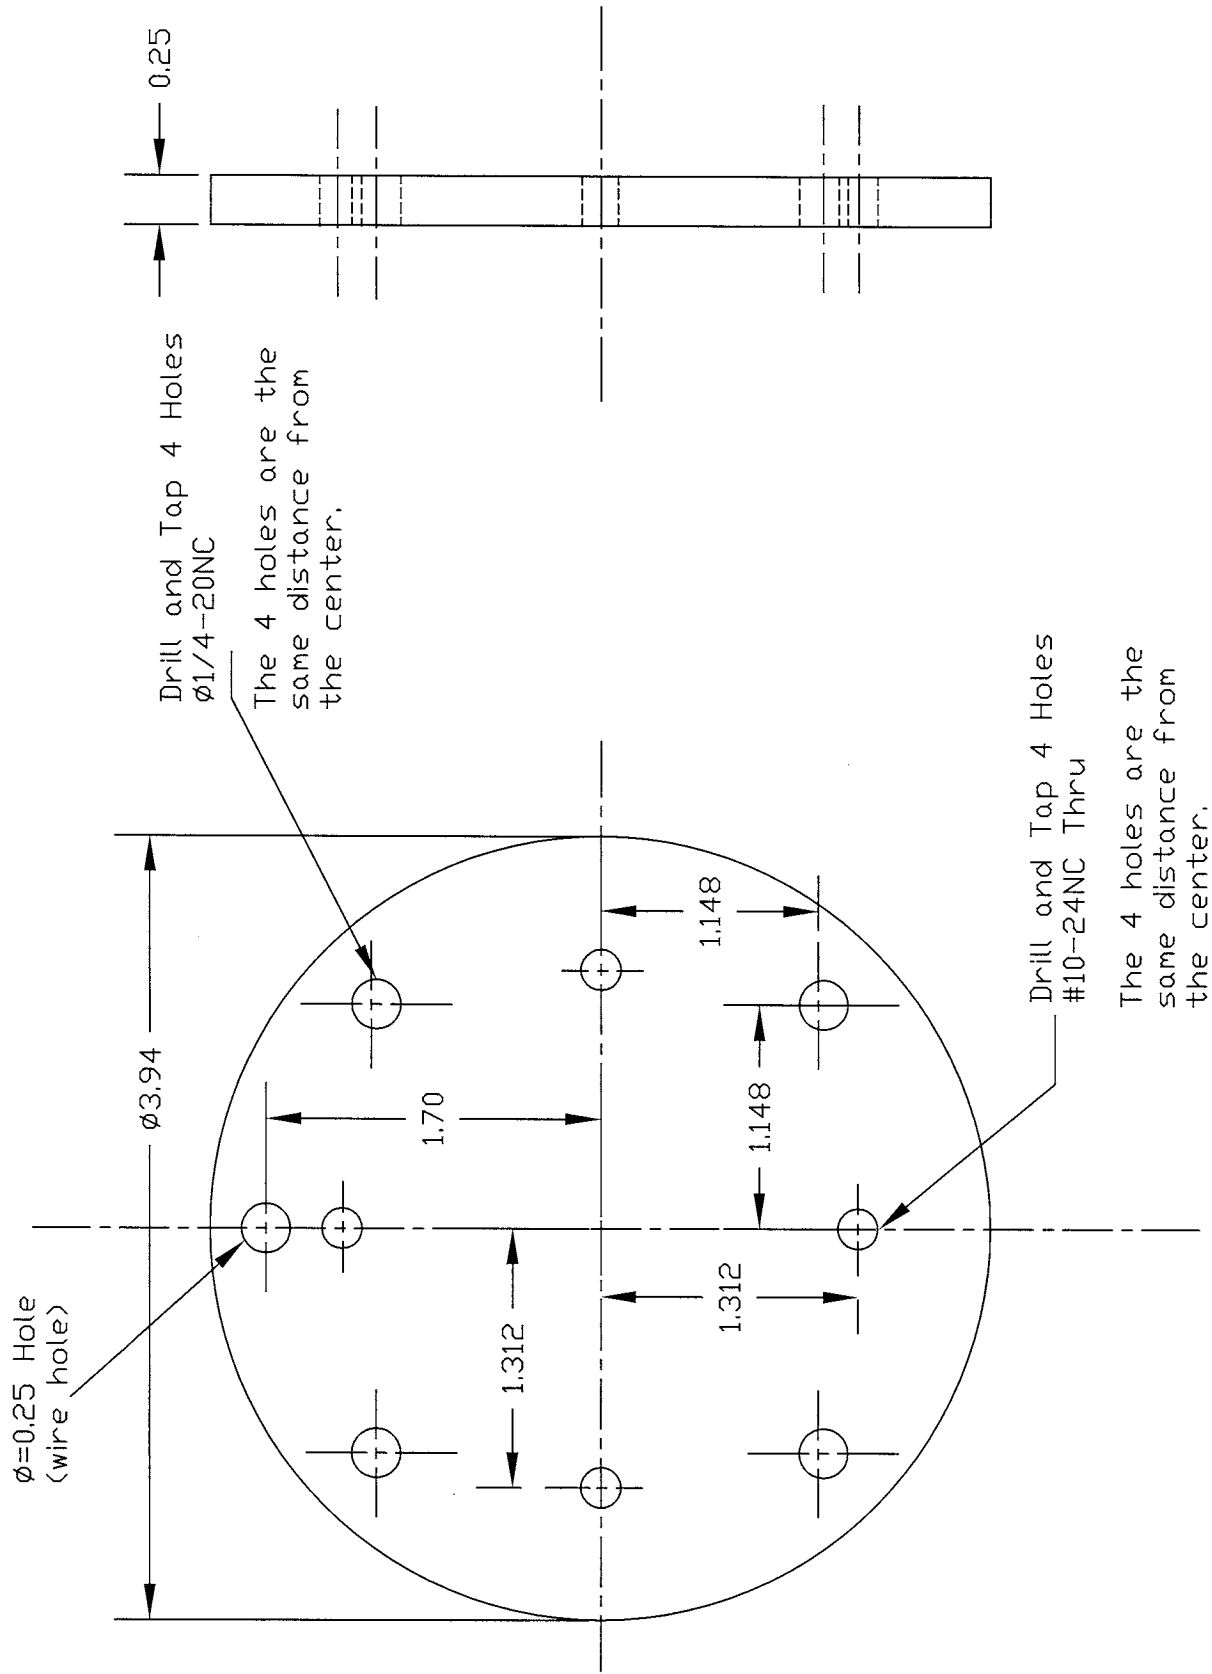 ø=0.25 Hole
(wire hole)
ø3.94
Drill and Tap 4 Holes
ø1/4-20NC
The 4 holes are the
same distance from
the center.
0.25
1.70
1.148
1.312
1.148
1.312
Drill and Tap 4 Holes
#10-24NC Thru
The 4 holes are the
same distance from
the center.